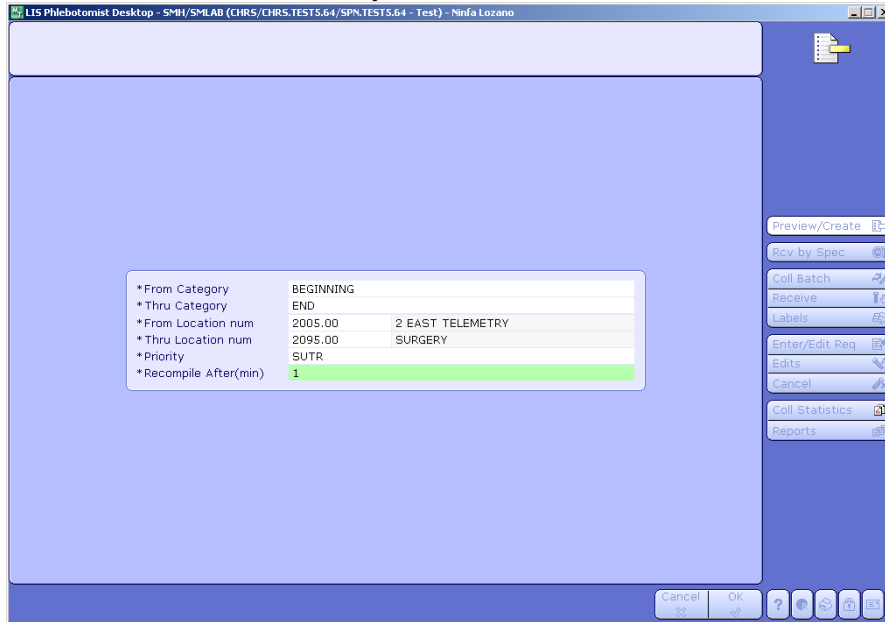 LIS Phlebotomist Desktop - SMH/SMLAB (CHRS/CHRS.TEST5.64/SPN.TEST5.64 - Test) - Ninfa Lozano
*From Category BEGINNING
*Thru Category END
*From Location num 2005.00 2 EAST TELEMETRY
*Thru Location num 2095.00 SURGERY
*Priority SUTR
*Recompile After(min) 1
Preview/Create
Rcv by Spec
Coll Batch
Receive
Labels
Enter/Edit Req
Edits
Cancel
Coll Statistics
Reports
Cancel OK
?